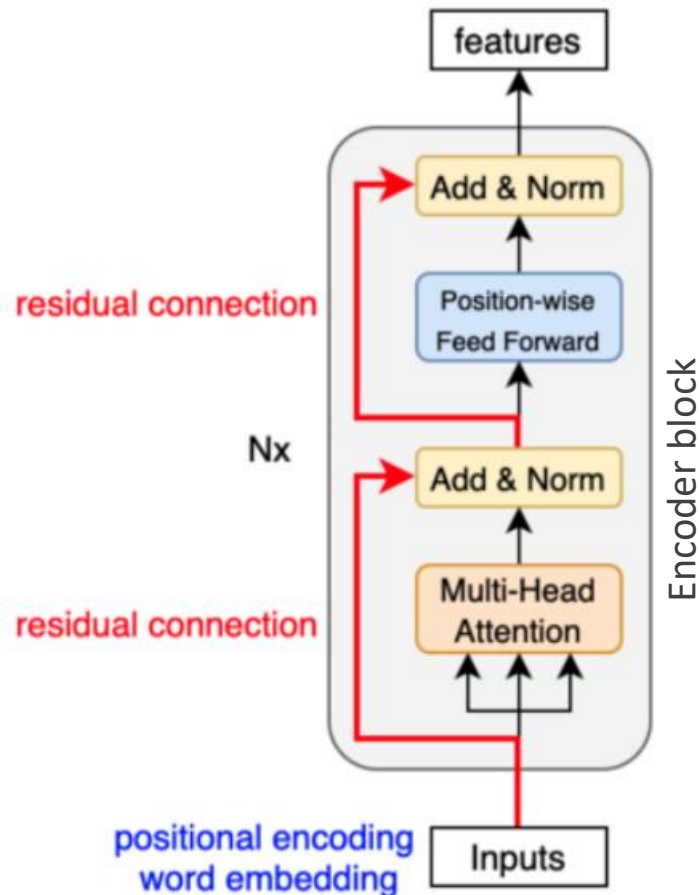 features
Add & Norm
residual connection
Position-wise
Feed Forward
Nx
Add & Norm
Encoder block
residual connection
Multi-Head
Attention
positional encoding
word embedding
Inputs